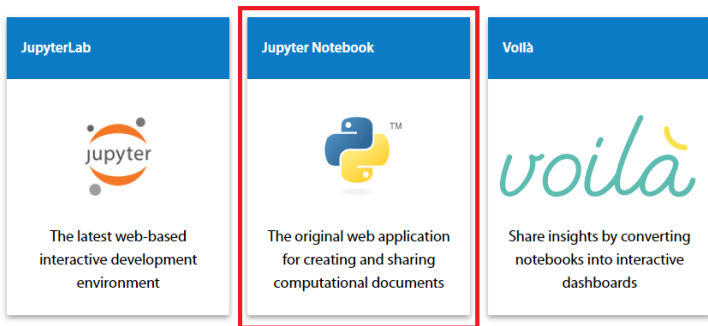 JupyterLab
jupyter
The latest web-based
interactive development
environment
Jupyter Notebook
TM
The original web application
for creating and sharing
computational documents
Voilà
voilà
Share insights by converting
notebooks into interactive
dashboards